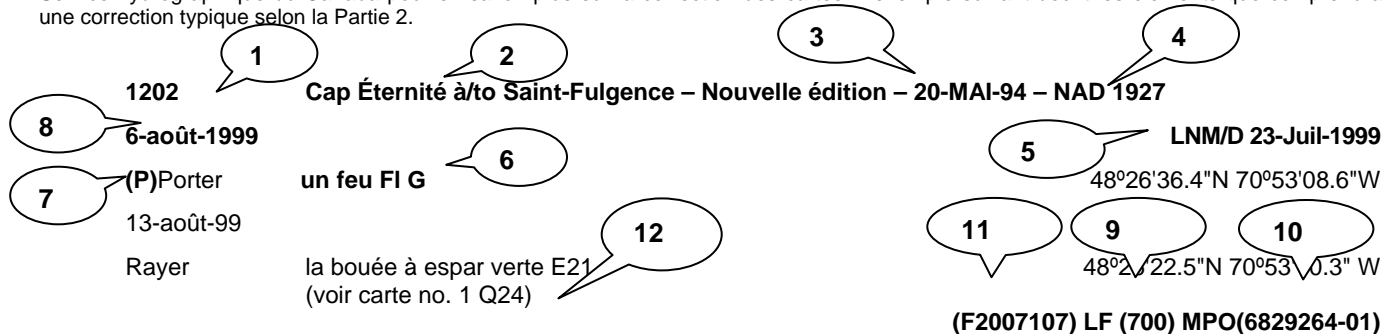 une correction typique selon la Partie 2.
1 2 3 4
1202 Cap Éternité à/to Saint-Fulgence – Nouvelle édition – 20-MAI-94 – NAD 1927
8 6-août-1999 5 LNM/D 23-Juil-1999
7 (P)Porter un feu Fl G 6 48º26'36.4"N 70º53'08.6"W
13-août-99 12 11 9 10
Rayer la bouée à espar verte E21 W
(voir carte no. 1 Q24)
(F2007107) LF (700) MPO(6829264-01)